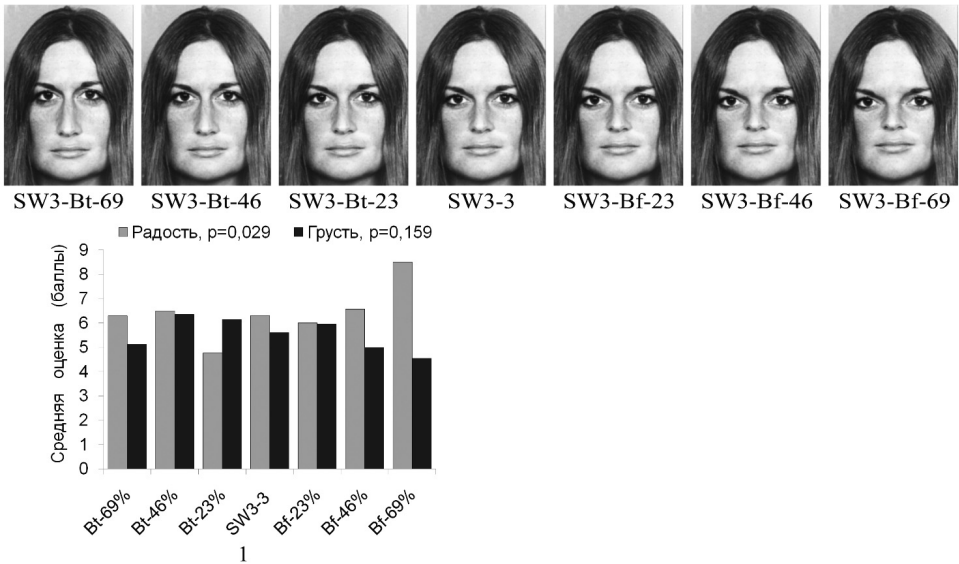 SW3-Bt-69 SW3-Bt-46 SW3-Bt-23 SW3-3 SW3-Bf-23 SW3-Bf-46 SW3-Bf-69
Радость, p=0,029 Грусть, p=0,159
Средняя оценка (баллы)
9
8
7
6
5
4
3
2
1
0
Bt-69% Bt-46% Bt-23% SW3-3 Bf-23% Bf-46% Bf-69%
1